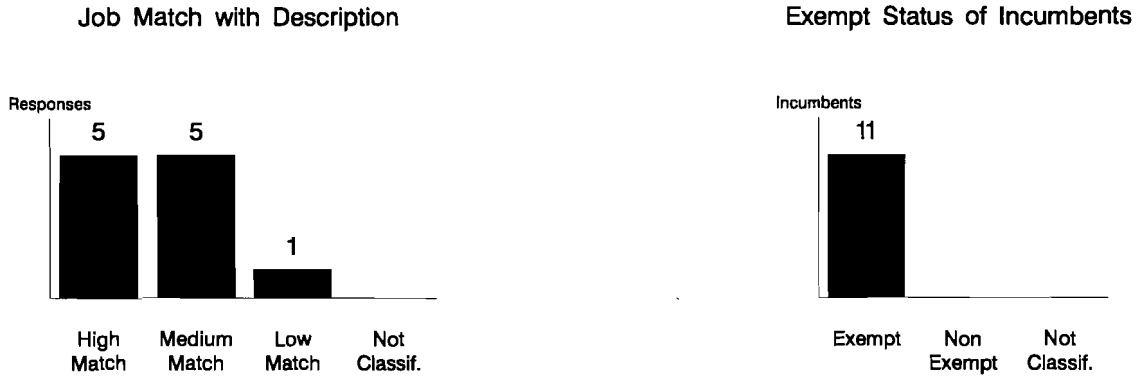 Job Match with Description
Responses
5 5
1
High Medium Low Not
Match Match Match Classif.
Exempt Status of Incumbents
Incumbents
11
Exempt Non Not
Exempt Classif.